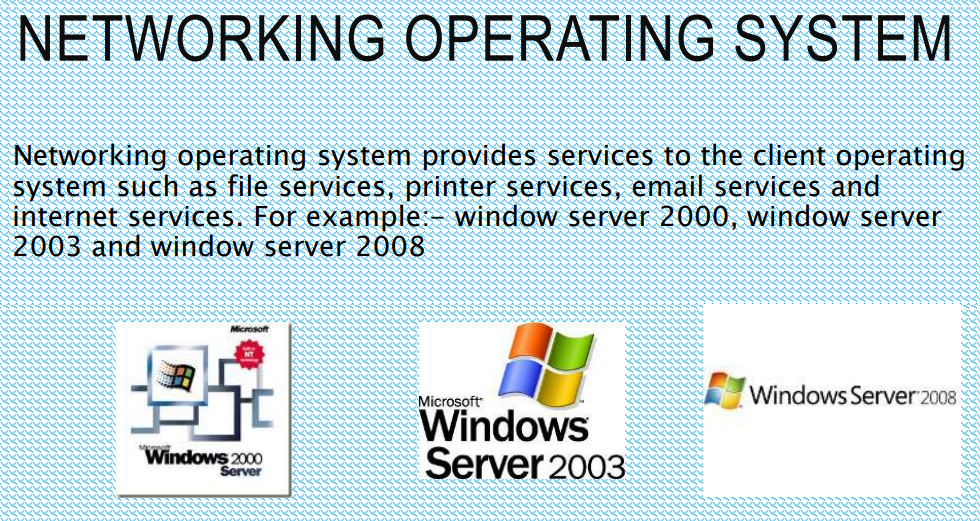 NETWORKING OPERATING SYSTEM
Networking operating system provides services to the client operating
system such as file services, printer services, email services and
internet services. For example:- window server 2000, window server
2003 and window server 2008
Microsoft
Built on
NT
Technology
Microsoft
Windows 2000
Server
Microsoft
Windows
Server 2003
Windows Server 2008